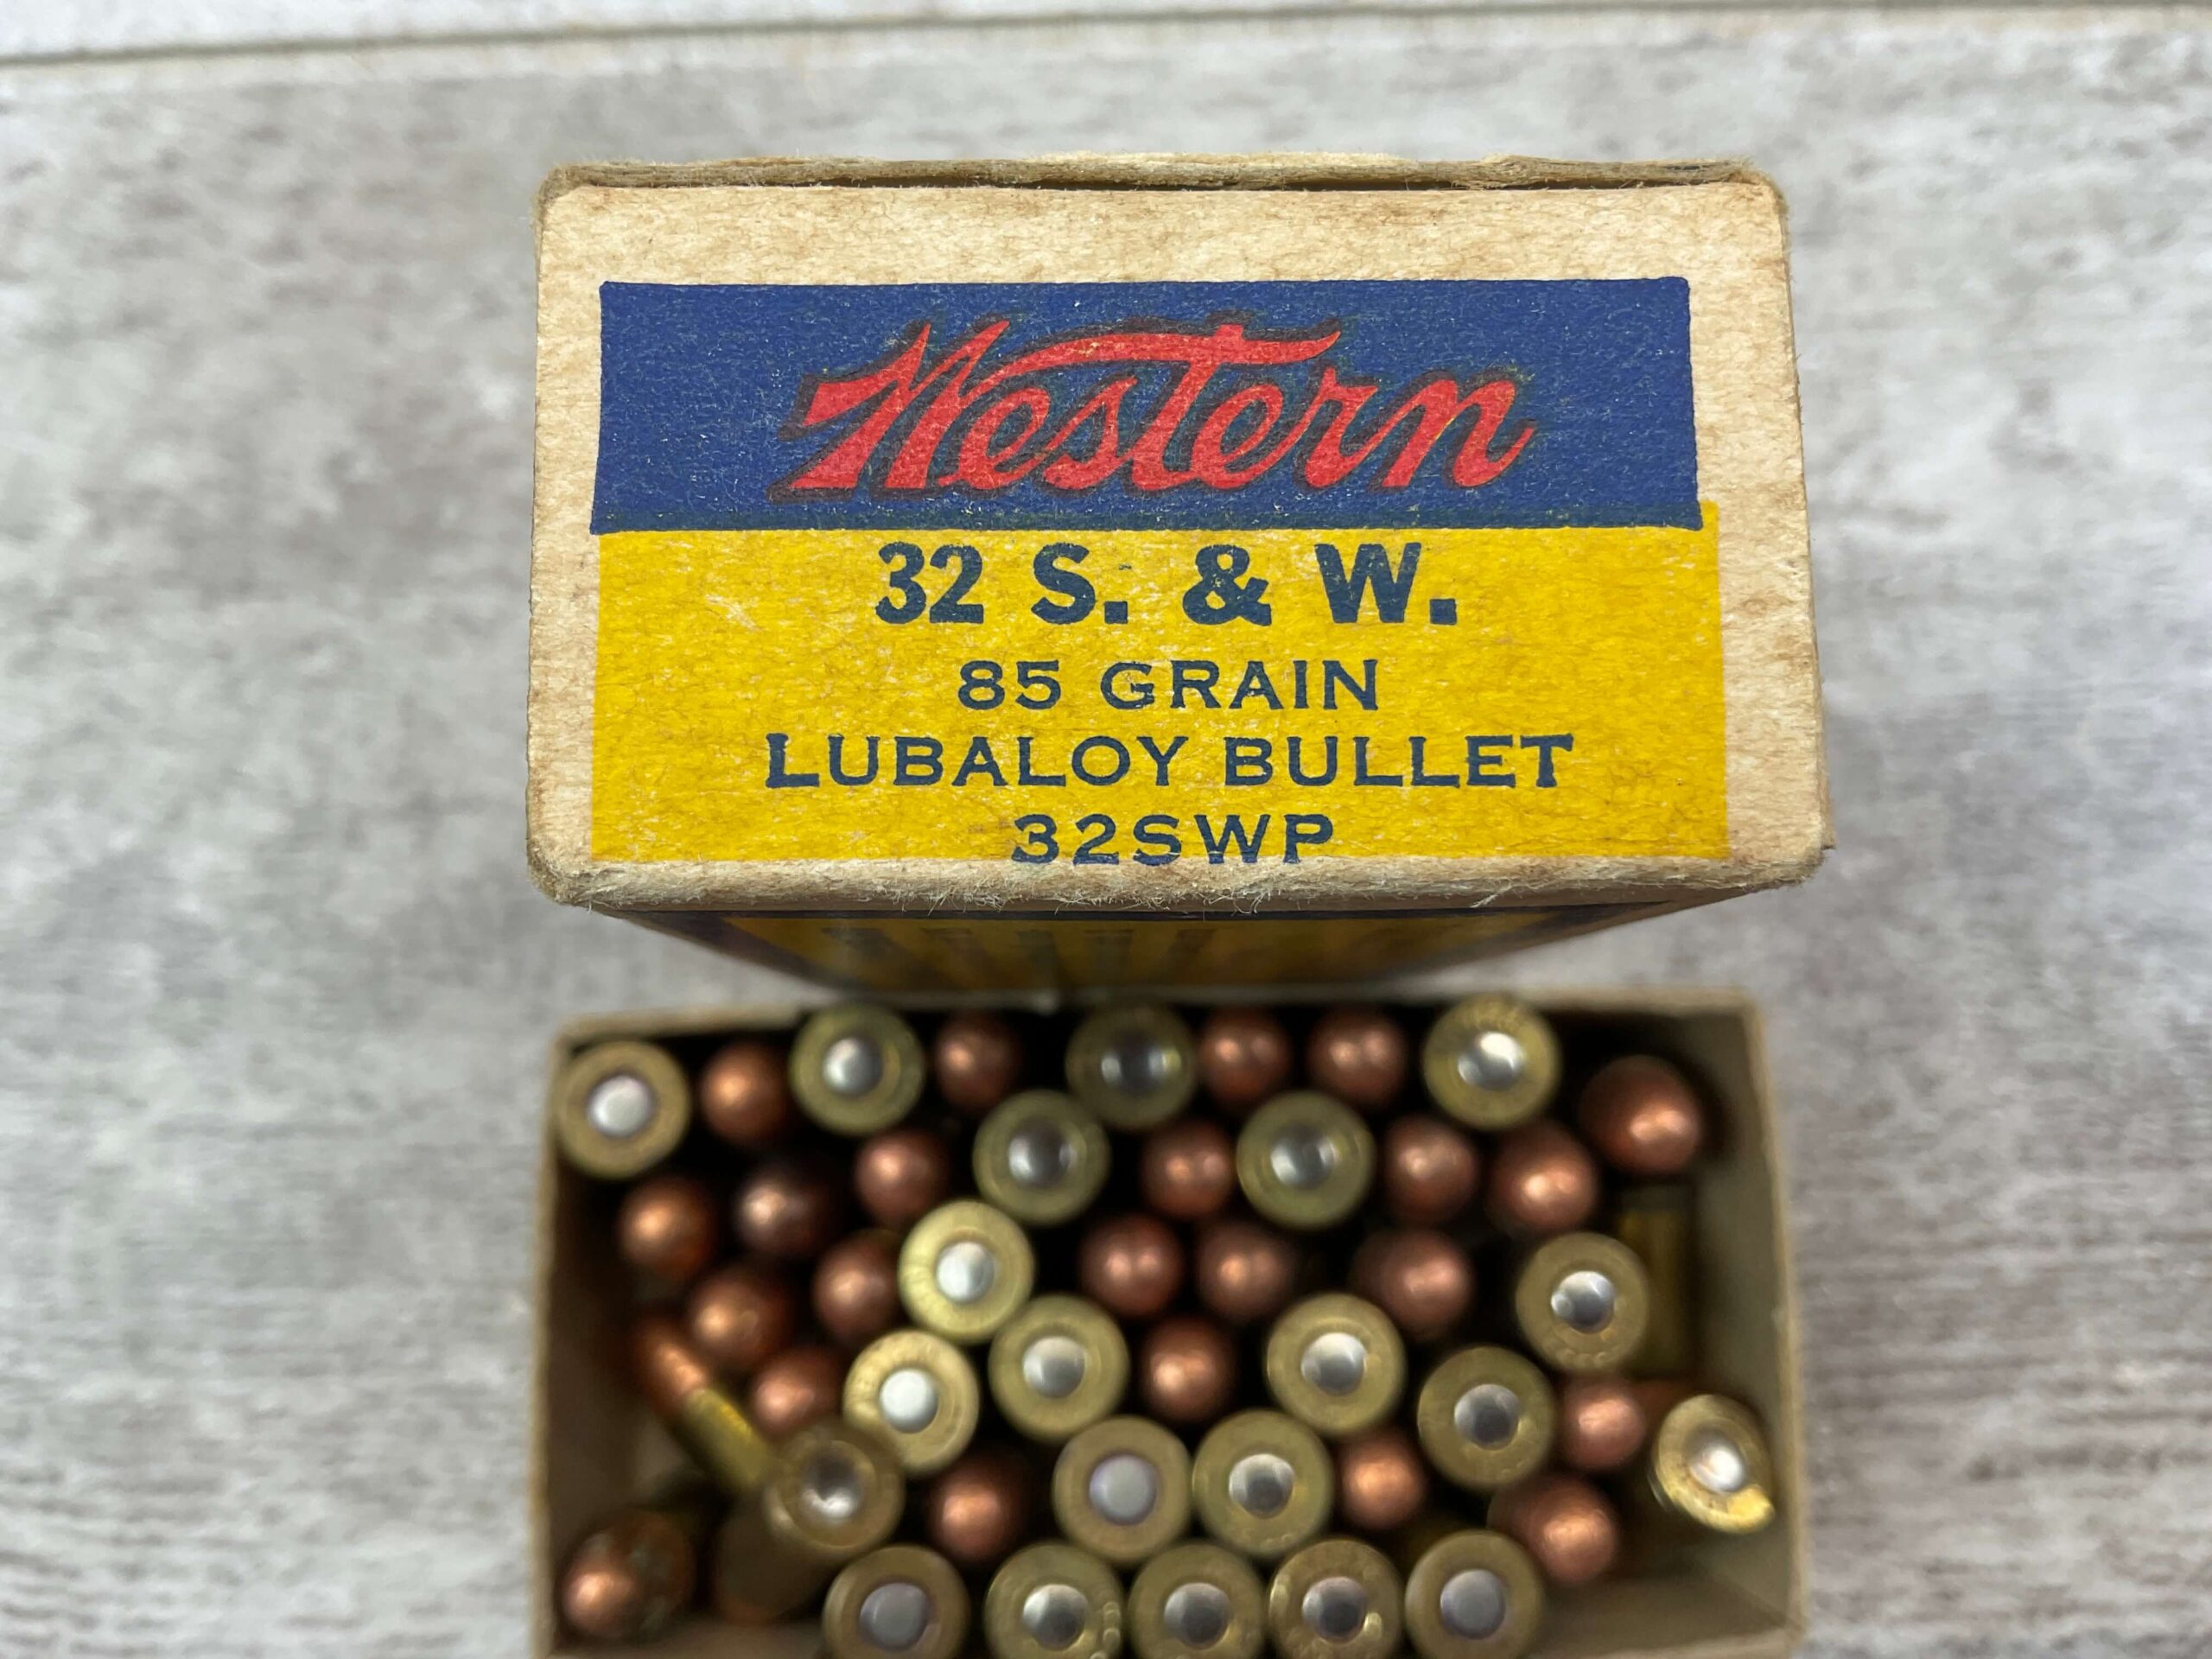 Western
32 S. & W.
85 GRAIN
LUBALOY BULLET
32SWP